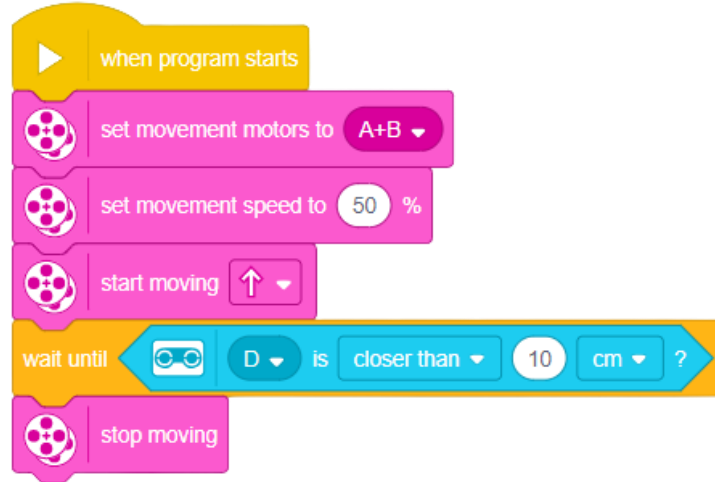 when program starts
set movement motors to A+B
set movement speed to 50 %
start moving
wait until D is closer than 10 cm ?
stop moving